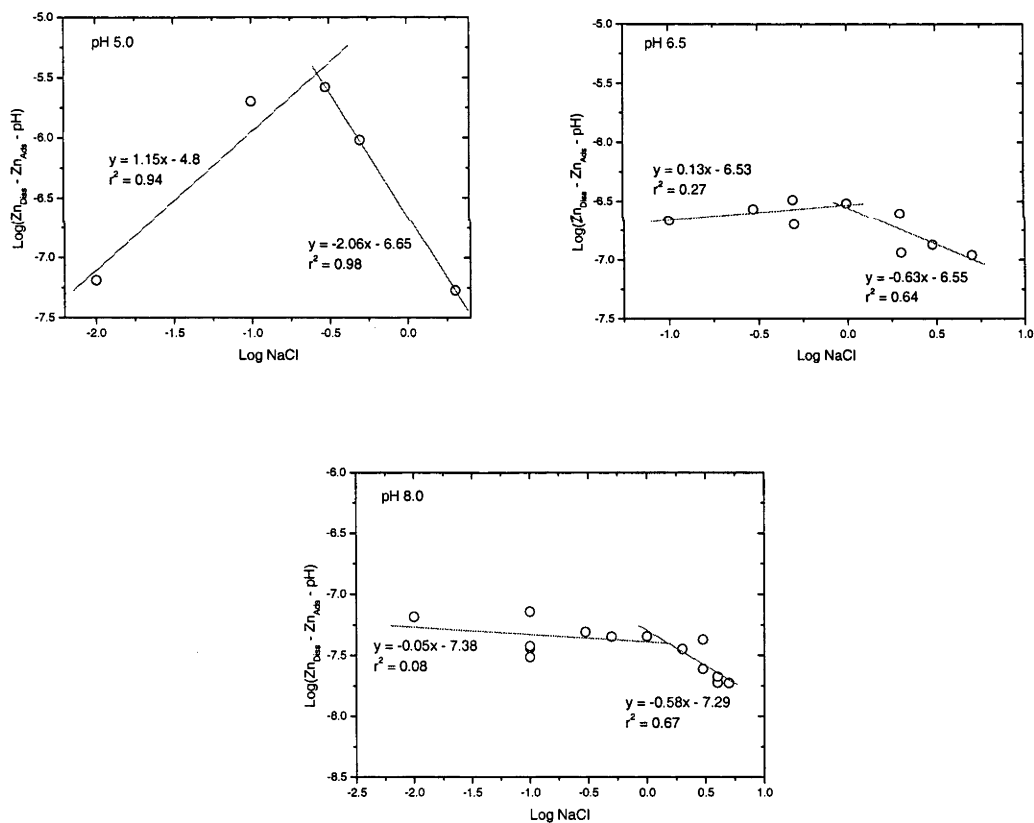 pH 5.0
-5.0
-5.5
-6.0
-6.5
-7.0
-7.5
Log(Zn_Diss - Zn_Ads - pH)
y = 1.15x - 4.8
r² = 0.94
y = -2.06x - 6.65
r² = 0.98
-2.0 -1.5 -1.0 -0.5 0.0
Log NaCl
pH 6.5
-5.0
-5.5
-6.0
-6.5
-7.0
-7.5
Log(Zn_Diss - Zn_Ads - pH)
y = 0.13x - 6.53
r² = 0.27
y = -0.63x - 6.55
r² = 0.64
-1.0 -0.5 0.0 0.5 1.0
Log NaCl
pH 8.0
-6.0
-6.5
-7.0
-7.5
-8.0
-8.5
Log(Zn_Diss - Zn_Ads - pH)
y = -0.05x - 7.38
r² = 0.08
y = -0.58x - 7.29
r² = 0.67
-2.5 -2.0 -1.5 -1.0 -0.5 0.0 0.5 1.0
Log NaCl